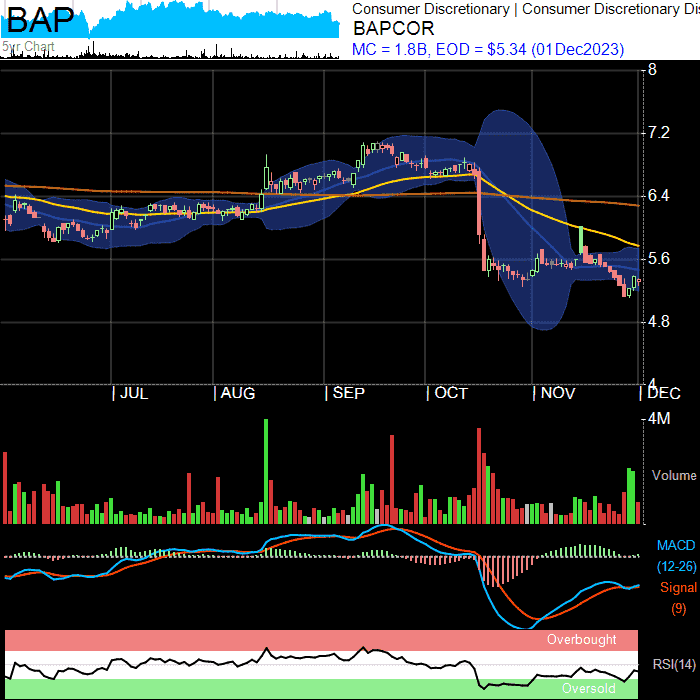 BAP
5yr Chart
Consumer Discretionary | Consumer Discretionary Dis
BAPCOR
MC = 1.8B, EOD = $5.34 (01Dec2023)
8
7.2
6.4
5.6
4.8
4
JUL AUG SEP OCT NOV DEC
4M
Volume
MACD
(12-26)
Signal
(9)
Overbought
RSI(14)
Oversold